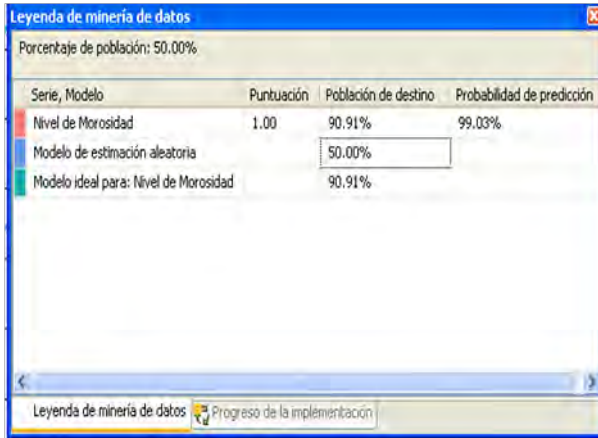 Leyenda de minería de datos
Porcentaje de población: 50.00%
Serie, Modelo Puntuación Población de destino Probabilidad de predicción
Nivel de Morosidad 1.00 90.91% 99.03%
Modelo de estimación aleatoria 50.00%
Modelo ideal para: Nivel de Morosidad 90.91%
Leyenda de minería de datos Progreso de la implementación